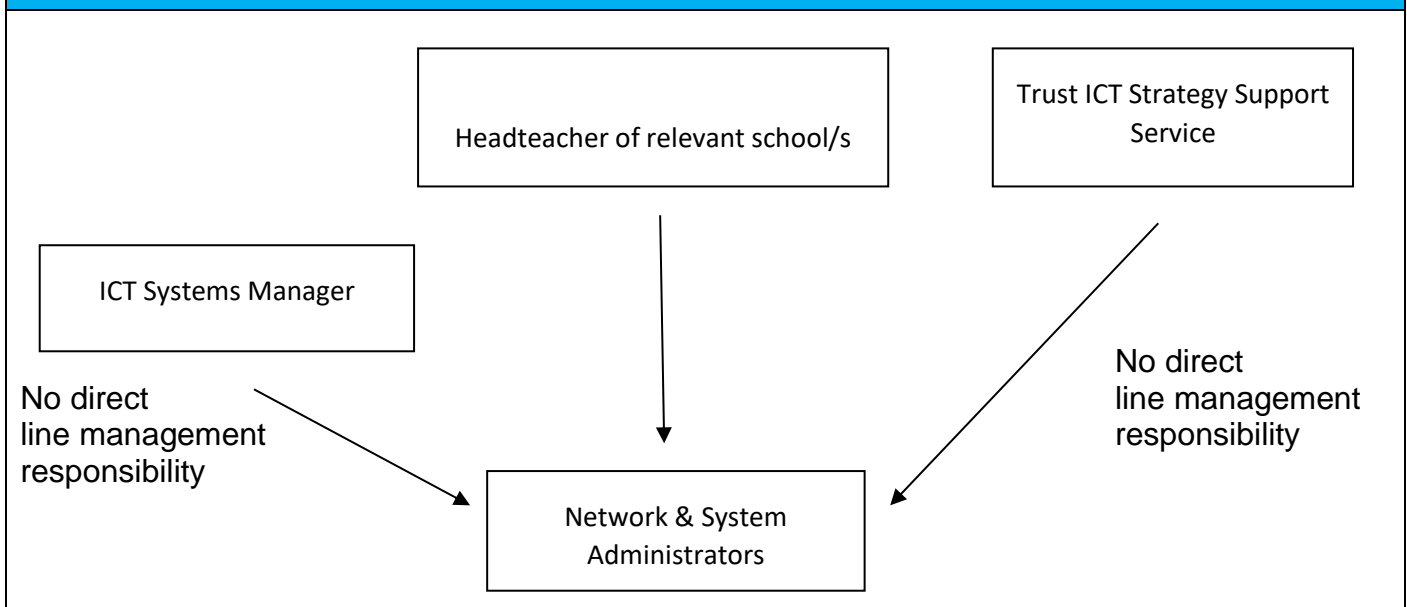 Headteacher of relevant school/s
Trust ICT Strategy Support
Service
ICT Systems Manager
No direct
line management
responsibility
No direct
line management
responsibility
Network & System
Administrators